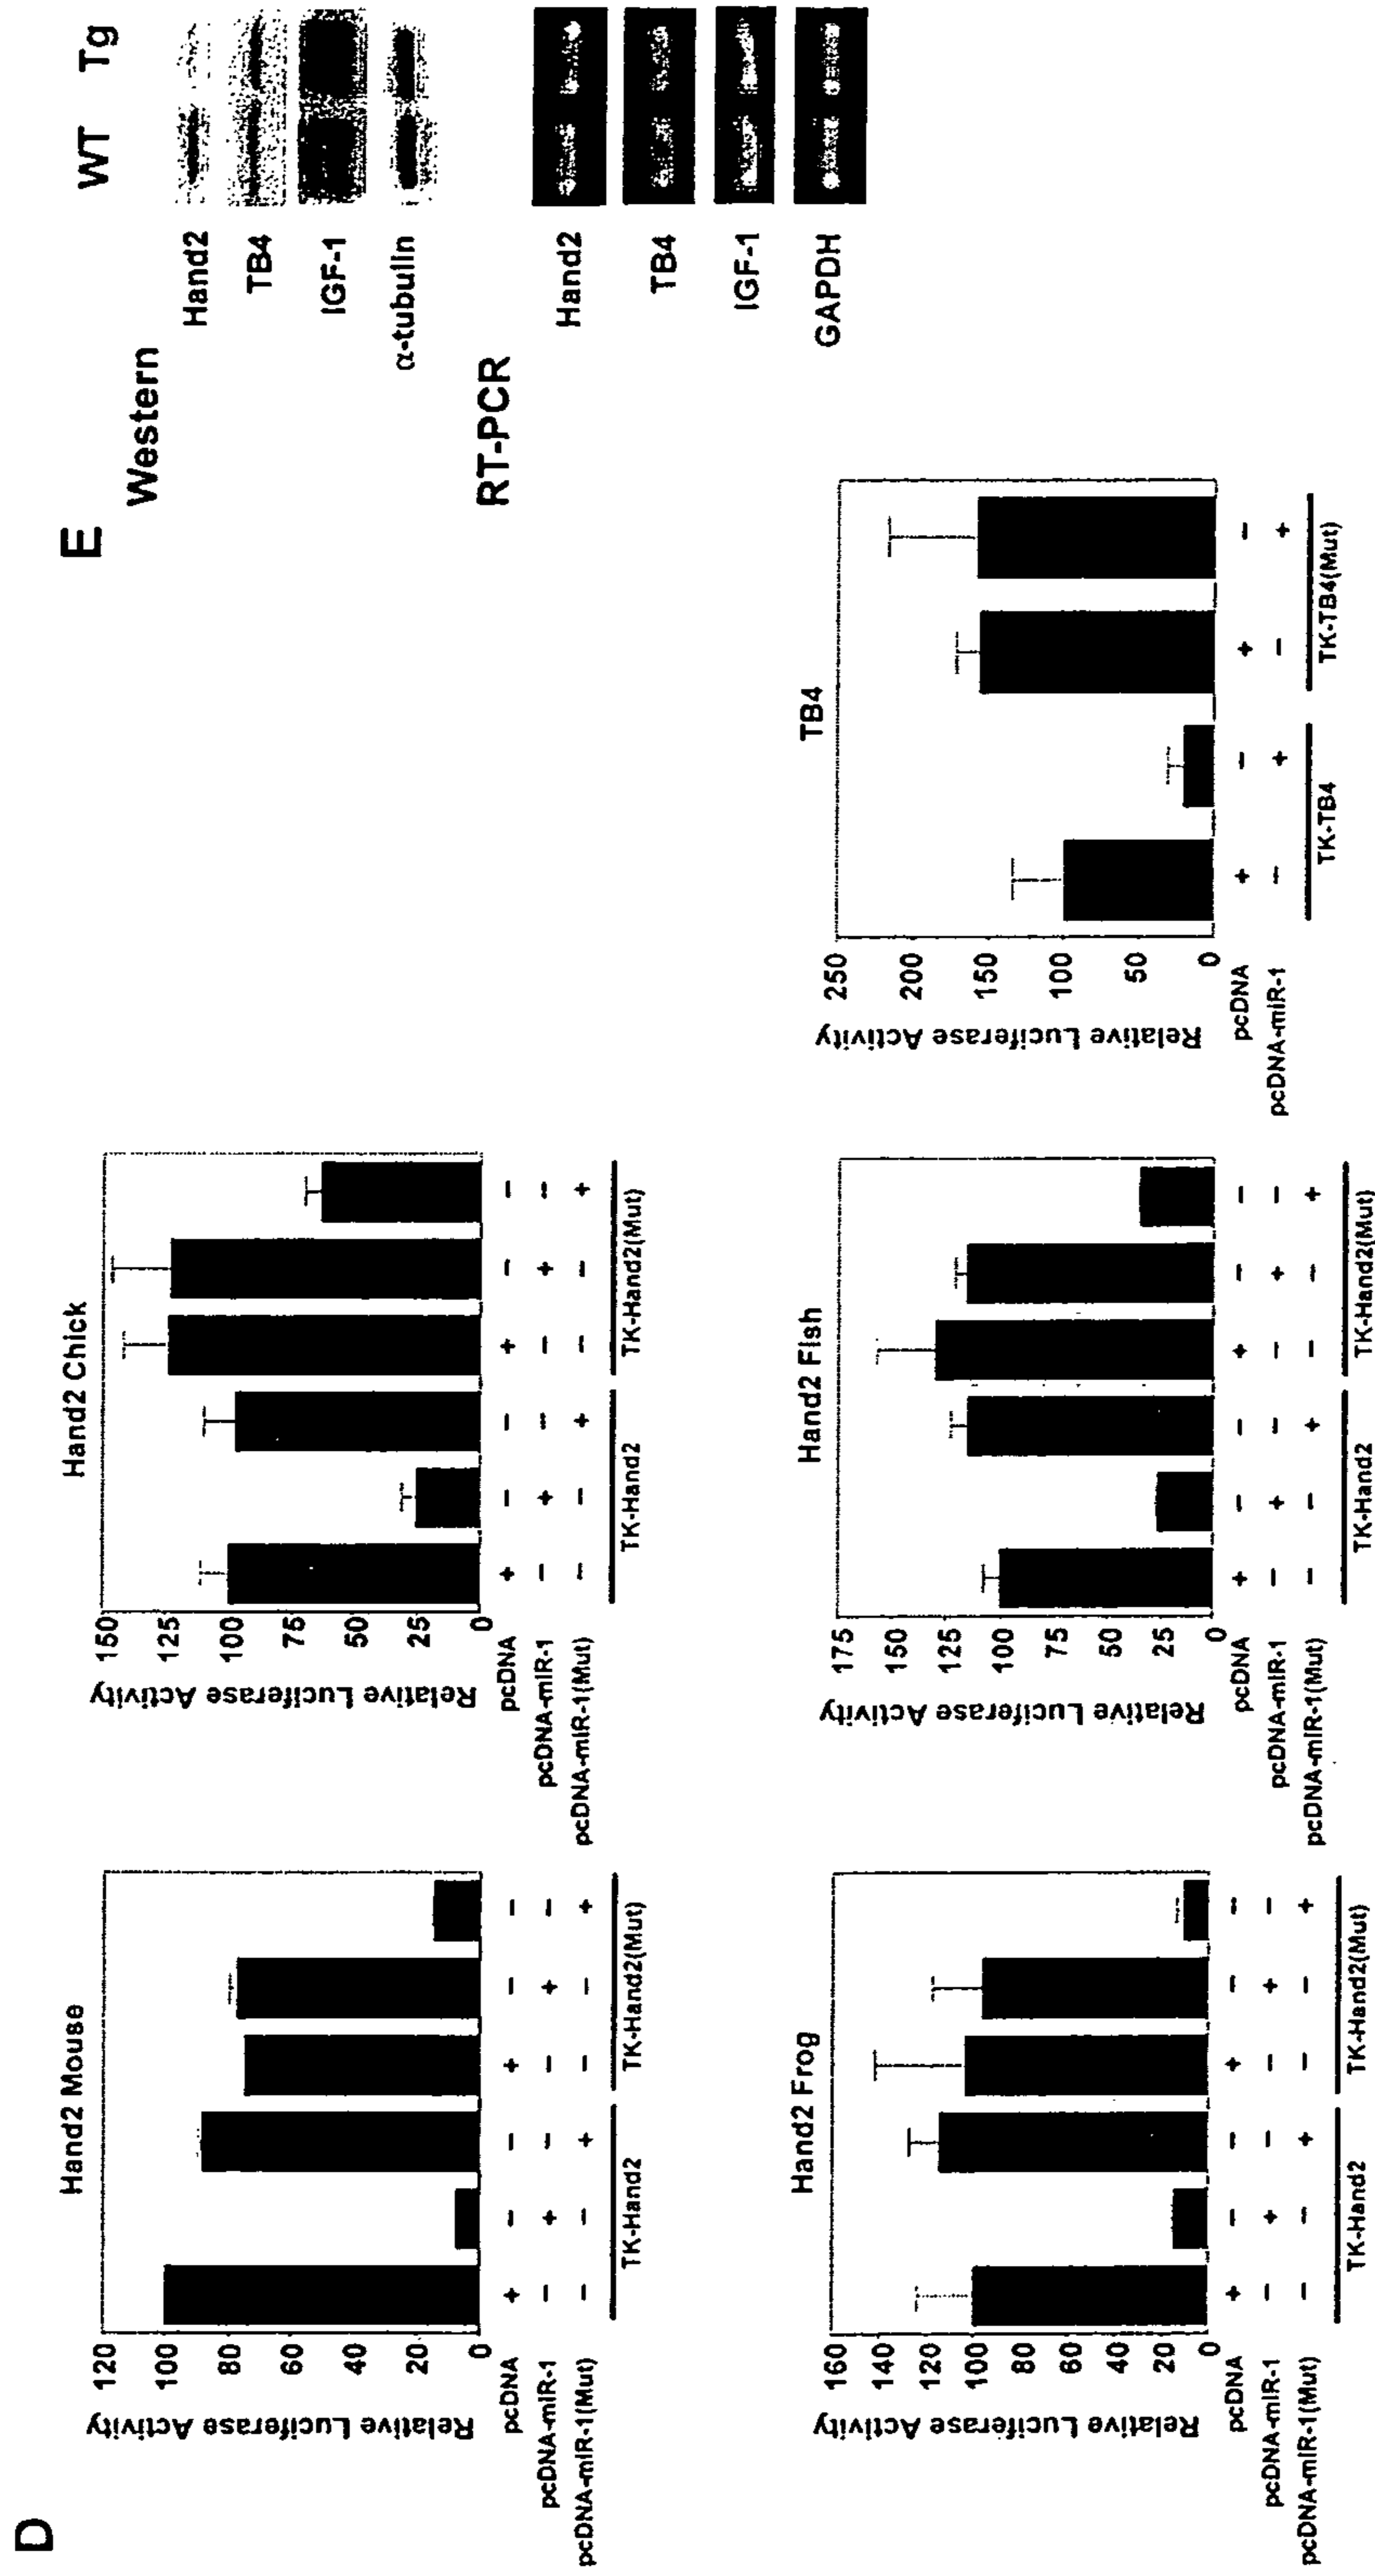 D
Hand2 Mouse
Relative Luciferase Activity
120
100
80
60
40
20
0
pcDNA + − − + − −
pcDNA-miR-1 − + − − + −
pcDNA-miR-1(Mut) − − + − − +
TK-Hand2 TK-Hand2(Mut)
Hand2 Chick
Relative Luciferase Activity
150
125
100
75
50
25
0
pcDNA + − − + − −
pcDNA-miR-1 − + − − + −
pcDNA-miR-1(Mut) − − + − − +
TK-Hand2 TK-Hand2(Mut)
Hand2 Frog
Relative Luciferase Activity
160
140
120
100
80
60
40
20
0
pcDNA + − − + − −
pcDNA-miR-1 − + − − + −
pcDNA-miR-1(Mut) − − + − − +
TK-Hand2 TK-Hand2(Mut)
Hand2 Fish
Relative Luciferase Activity
175
150
125
100
75
50
25
0
pcDNA + − − + − −
pcDNA-miR-1 − + − − + −
pcDNA-miR-1(Mut) − − + − − +
TK-Hand2 TK-Hand2(Mut)
TB4
Relative Luciferase Activity
250
200
150
100
50
0
pcDNA + − + −
pcDNA-miR-1 − + − +
TK-TB4 TK-TB4(Mut)
E
WT Tg
Western
Hand2
TB4
IGF-1
α-tubulin
RT-PCR
Hand2
TB4
IGF-1
GAPDH